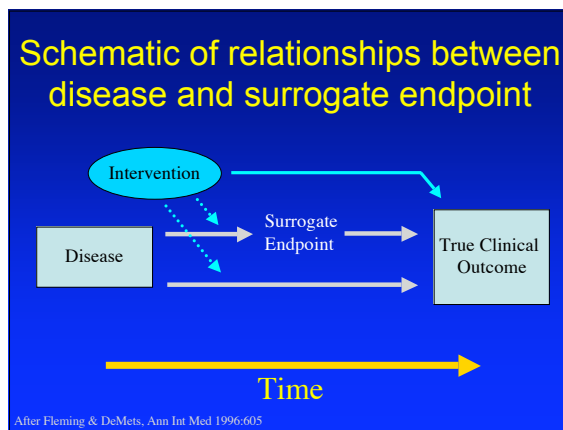 Schematic of relationships between
disease and surrogate endpoint
Intervention
Surrogate
Endpoint
Disease
True Clinical
Outcome
Time
After Fleming & DeMets, Ann Int Med 1996:605